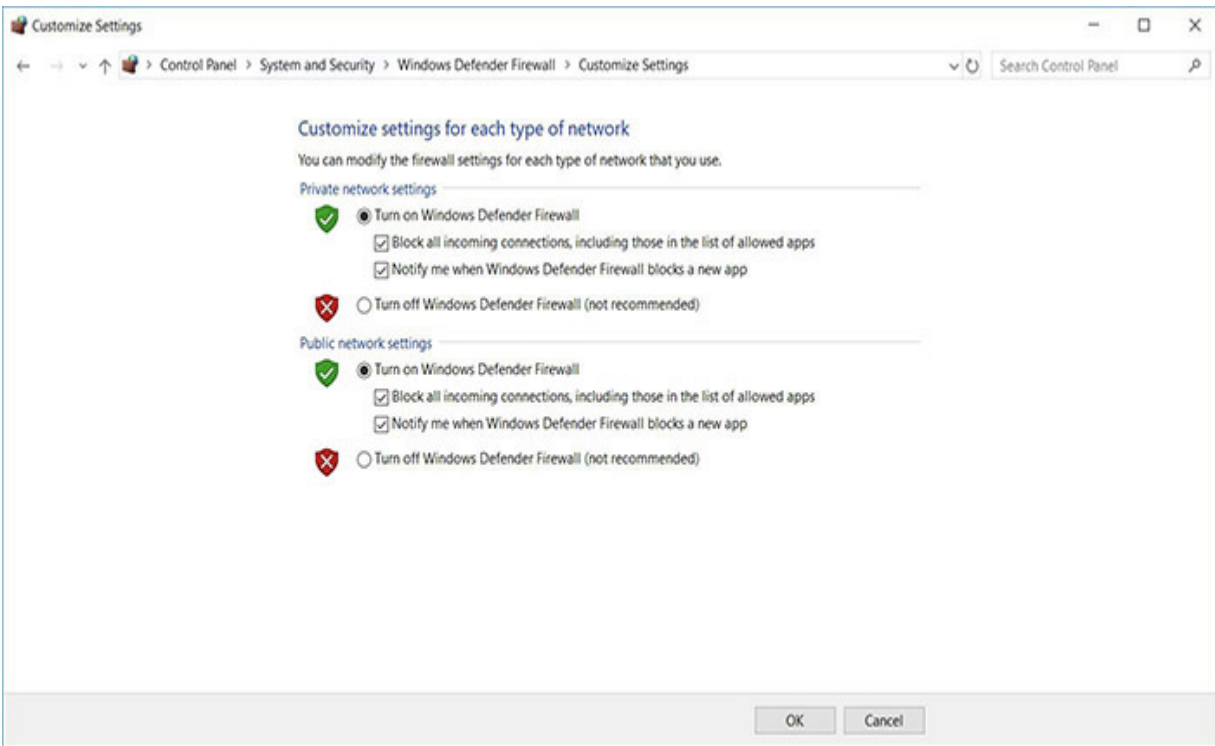 Customize Settings
Control Panel > System and Security > Windows Defender Firewall > Customize Settings
Search Control Panel
Customize settings for each type of network
You can modify the firewall settings for each type of network that you use.
Private network settings
Turn on Windows Defender Firewall
Block all incoming connections, including those in the list of allowed apps
Notify me when Windows Defender Firewall blocks a new app
Turn off Windows Defender Firewall (not recommended)
Public network settings
Turn on Windows Defender Firewall
Block all incoming connections, including those in the list of allowed apps
Notify me when Windows Defender Firewall blocks a new app
Turn off Windows Defender Firewall (not recommended)
OK
Cancel